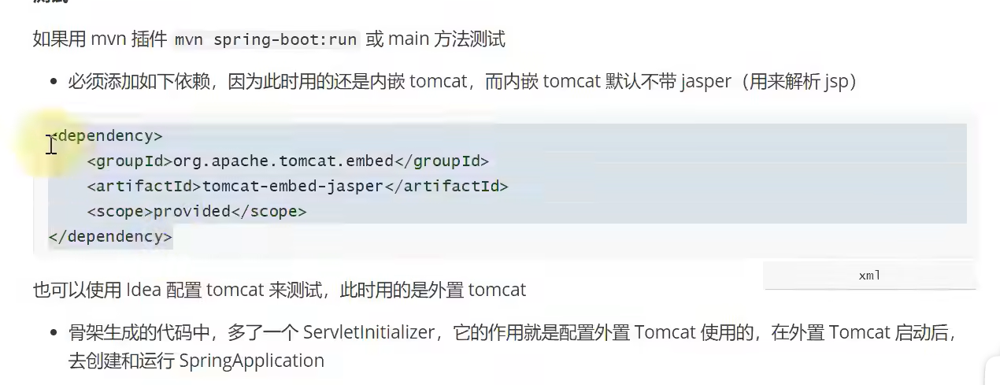 如果用 mvn 插件 mvn spring-boot:run 或 main 方法测试
必须添加如下依赖，因为此时用的还是内嵌 tomcat，而内嵌 tomcat 默认不带 jasper（用来解析 jsp）
<dependency>
    <groupId>org.apache.tomcat.embed</groupId>
    <artifactId>tomcat-embed-jasper</artifactId>
    <scope>provided</scope>
</dependency>
xml
也可以使用 Idea 配置 tomcat 来测试，此时用的是外置 tomcat
骨架生成的代码中，多了一个 ServletInitializer，它的作用就是配置外置 Tomcat 使用的，在外置 Tomcat 启动后，
去创建和运行 SpringApplication